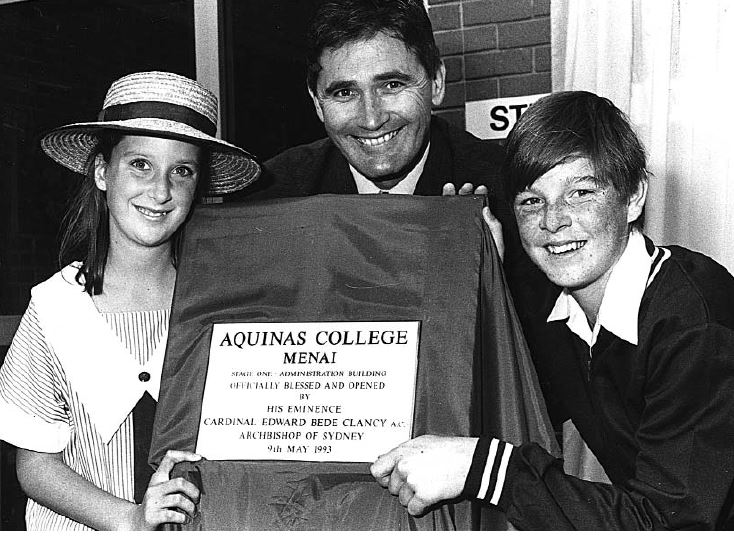 ST
AQUINAS COLLEGE
MENAI
STAGE ONE - ADMINISTRATION BUILDING
OFFICIALLY BLESSED AND OPENED
BY
HIS EMINENCE
CARDINAL EDWARD BEDE CLANCY A.C.
ARCHBISHOP OF SYDNEY
9th MAY 1993